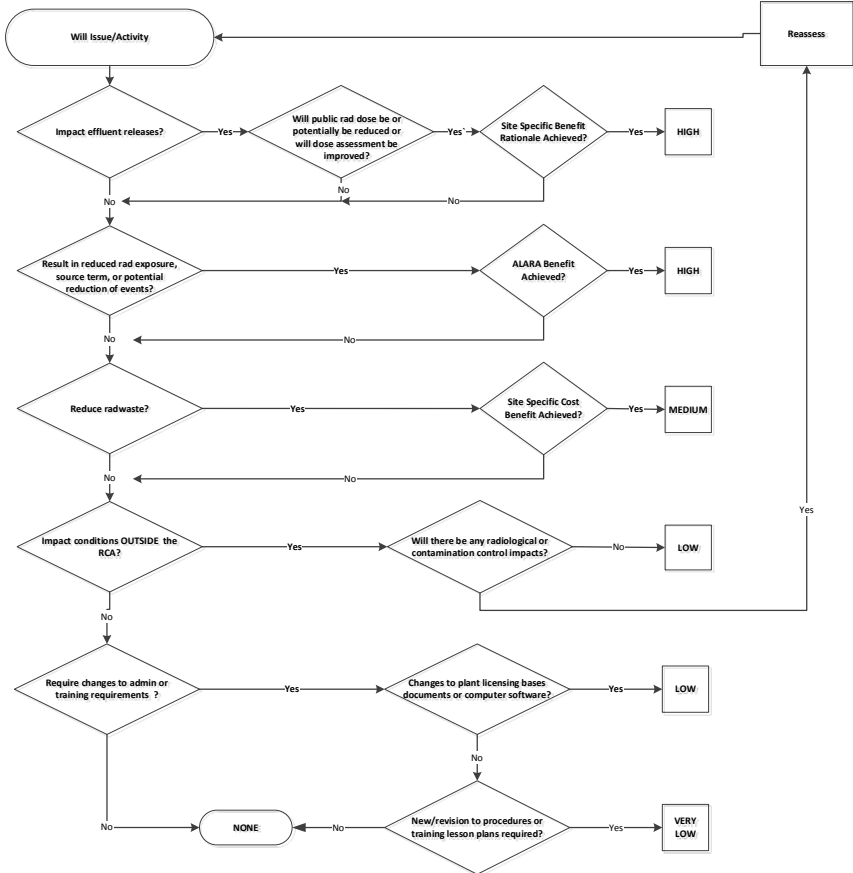 Will Issue/Activity
Reassess
Impact effluent releases?
Yes
Will public rad dose be or
potentially be reduced or
will dose assessment be
improved?
Yes`
Site Specific Benefit
Rationale Achieved?
Yes
HIGH
No
No
No
Result in reduced rad exposure,
source term, or potential
reduction of events?
Yes
ALARA Benefit
Achieved?
Yes
HIGH
No
No
Reduce radwaste?
Yes
Site Specific Cost
Benefit Achieved?
Yes
MEDIUM
No
No
Yes
Impact conditions OUTSIDE the
RCA?
Yes
Will there be any radiological or
contamination control impacts?
No
LOW
No
Require changes to admin or
training requirements ?
Yes
Changes to plant licensing bases
documents or computer software?
Yes
LOW
No
No
NONE
No
New/revision to procedures or
training lesson plans required?
Yes
VERY
LOW